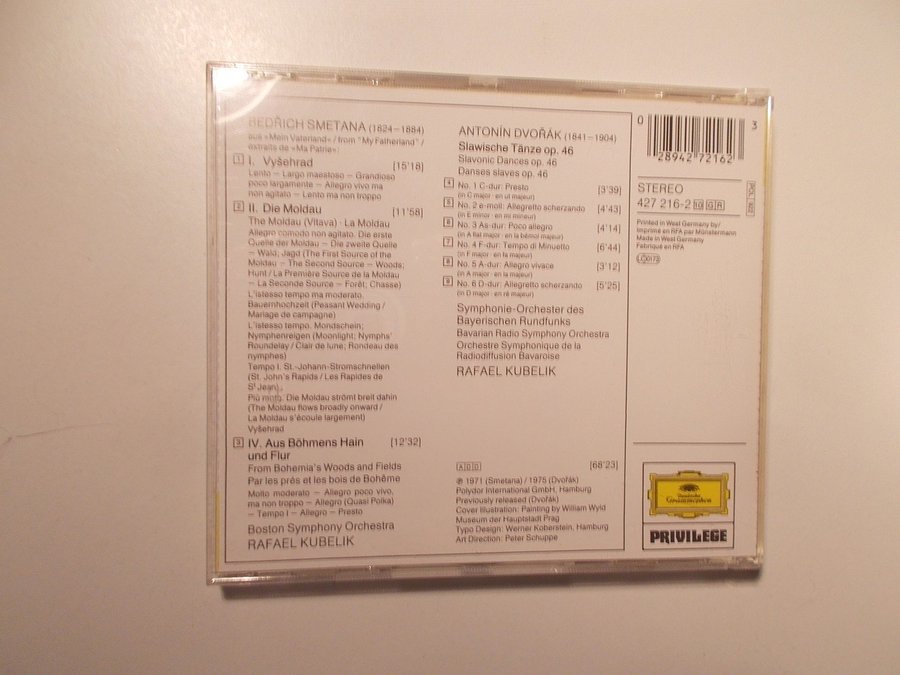 BEDŘICH SMETANA (1824–1884)
aus «Mein Vaterland» / from "My Fatherland" /
extraits de «Ma Patrie»:
1 I. Vyšehrad [15'18]
Lento – Largo maestoso – Grandioso
poco largamente – Allegro vivo ma
non agitato – Lento ma non troppo
2 II. Die Moldau [11'58]
The Moldau (Vltava) · La Moldau
Allegro comodo non agitato. Die erste
Quelle der Moldau – Die zweite Quelle
– Wald, Jagd (The First Source of the
Moldau – The Second Source – Woods;
Hunt / La Première Source de la Moldau
– La Seconde Source – Forêt; Chasse)
L'istesso tempo ma moderato.
Bauernhochzeit (Peasant Wedding /
Mariage de campagne)
L'istesso tempo. Mondschein;
Nymphenreigen (Moonlight; Nymphs'
Roundelay / Clair de lune; Rondeau des
nymphes)
Tempo I. St.-Johann-Stromschnellen
(St. John's Rapids / Les Rapides de
St Jean)
Più moto. Die Moldau strömt breit dahin
(The Moldau flows broadly onward /
La Moldau s'écoule largement)
Vyšehrad
3 IV. Aus Böhmens Hain [12'32]
und Flur
From Bohemia's Woods and Fields
Par les prés et les bois de Bohême
Molto moderato – Allegro poco vivo,
ma non troppo – Allegro (Quasi Polka)
– Tempo I – Allegro – Presto
Boston Symphony Orchestra
RAFAEL KUBELIK
ANTONÍN DVOŘÁK (1841–1904)
Slawische Tänze op. 46
Slavonic Dances op. 46
Danses slaves op. 46
4 No. 1 C-dur: Presto [3'39]
(in C major · en ut majeur)
5 No. 2 e-moll: Allegretto scherzando [4'43]
(in E minor · en mi mineur)
6 No. 3 As-dur: Poco allegro [4'14]
(in A flat major · en la bémol majeur)
7 No. 4 F-dur: Tempo di Minuetto [6'44]
(in F major · en fa majeur)
8 No. 5 A-dur: Allegro vivace [3'12]
(in A major · en la majeur)
9 No. 6 D-dur: Allegretto scherzando [5'25]
(in D major · en ré majeur)
Symphonie-Orchester des
Bayerischen Rundfunks
Bavarian Radio Symphony Orchestra
Orchestre Symphonique de la
Radiodiffusion Bavaroise
RAFAEL KUBELIK
ADD [68'23]
℗ 1971 (Smetana) / 1975 (Dvořák)
Polydor International GmbH, Hamburg
Previously released (Dvořák)
Cover Illustration: Painting by William Wyld
Museum der Hauptstadt Prag
Typo Design: Werner Koberstein, Hamburg
Art Direction: Peter Schuppe
0 28942 72162 3
STEREO
427 216-2 GR
Printed in West Germany by/
Imprimé en RFA par Münstermann
Made in West Germany
Fabriqué en RFA
LC 0173
Deutsche
Grammophon
PRIVILEGE